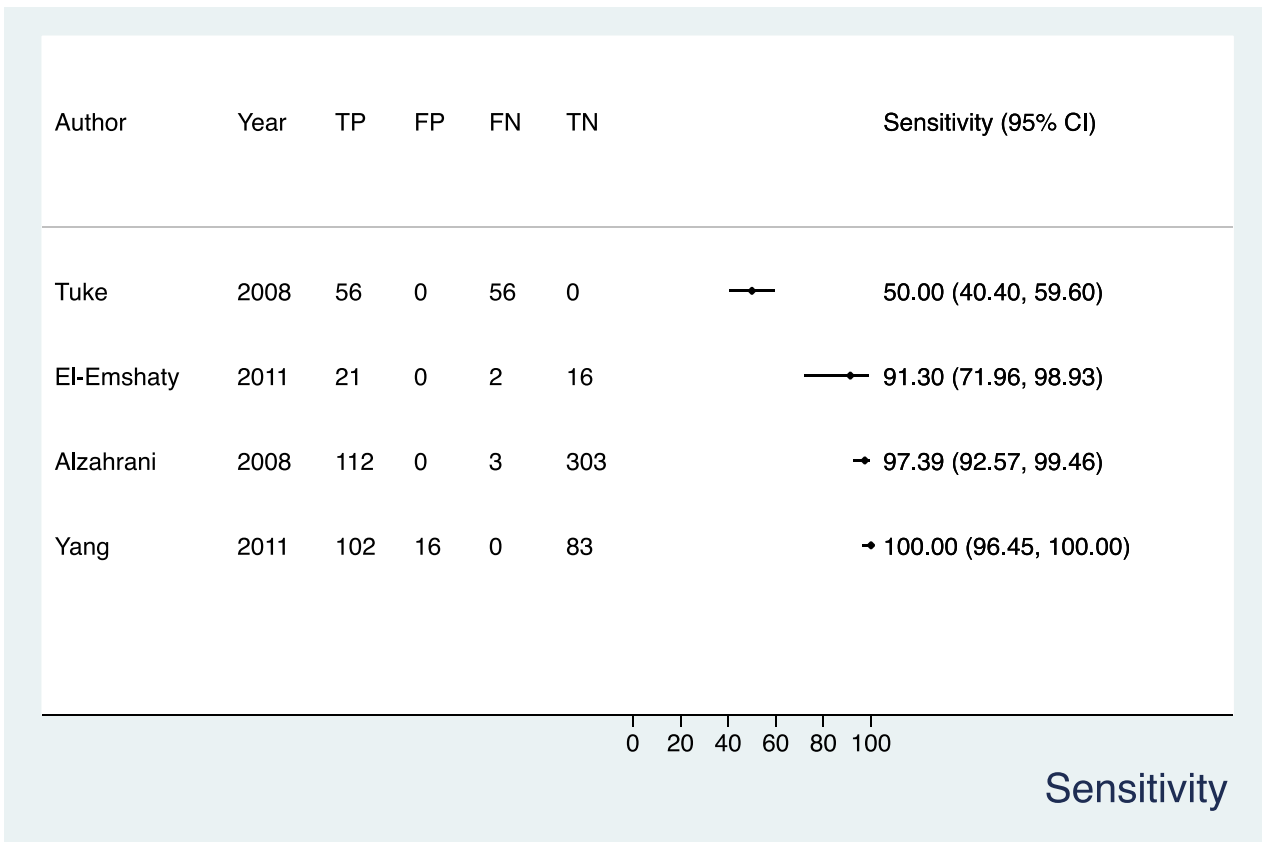 Author Year TP FP FN TN Sensitivity (95% CI)
Tuke 2008 56 0 56 0 50.00 (40.40, 59.60)
El-Emshaty 2011 21 0 2 16 91.30 (71.96, 98.93)
Alzahrani 2008 112 0 3 303 97.39 (92.57, 99.46)
Yang 2011 102 16 0 83 100.00 (96.45, 100.00)
0 20 40 60 80 100
Sensitivity